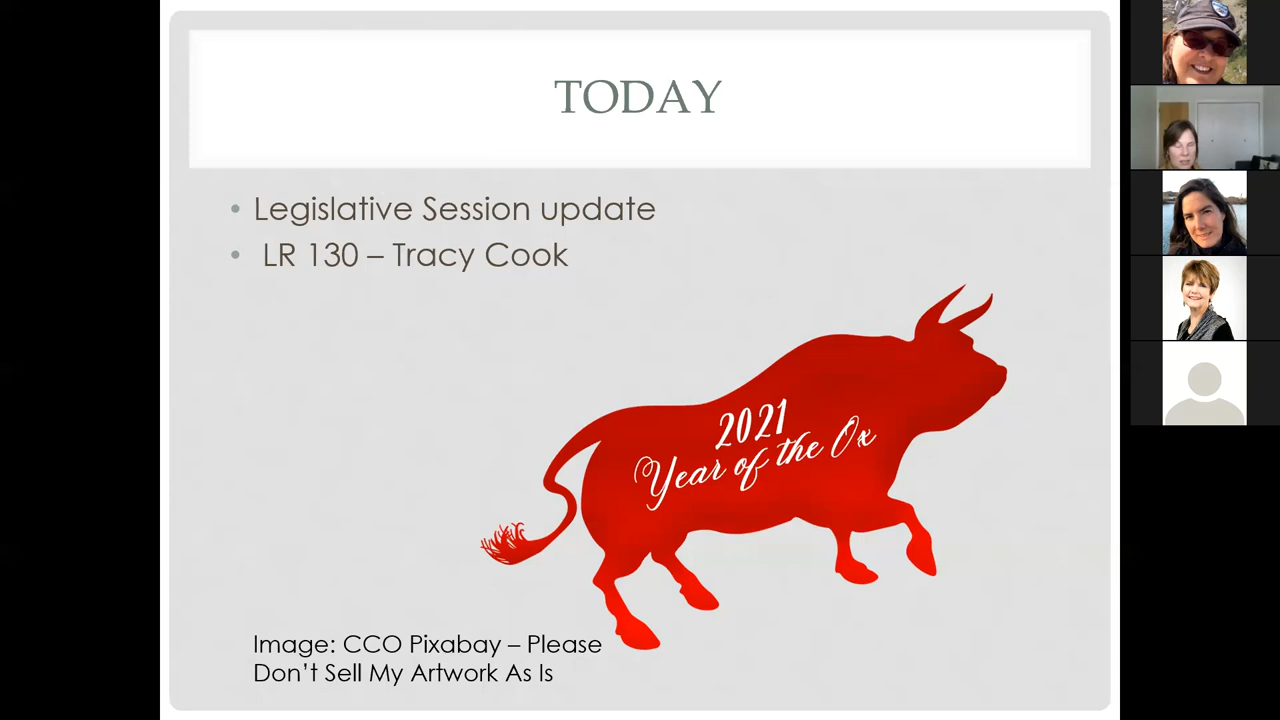 TODAY
• Legislative Session update
• LR 130 – Tracy Cook
2021
Year of the Ox
Image: CCO Pixabay – Please
Don't Sell My Artwork As Is